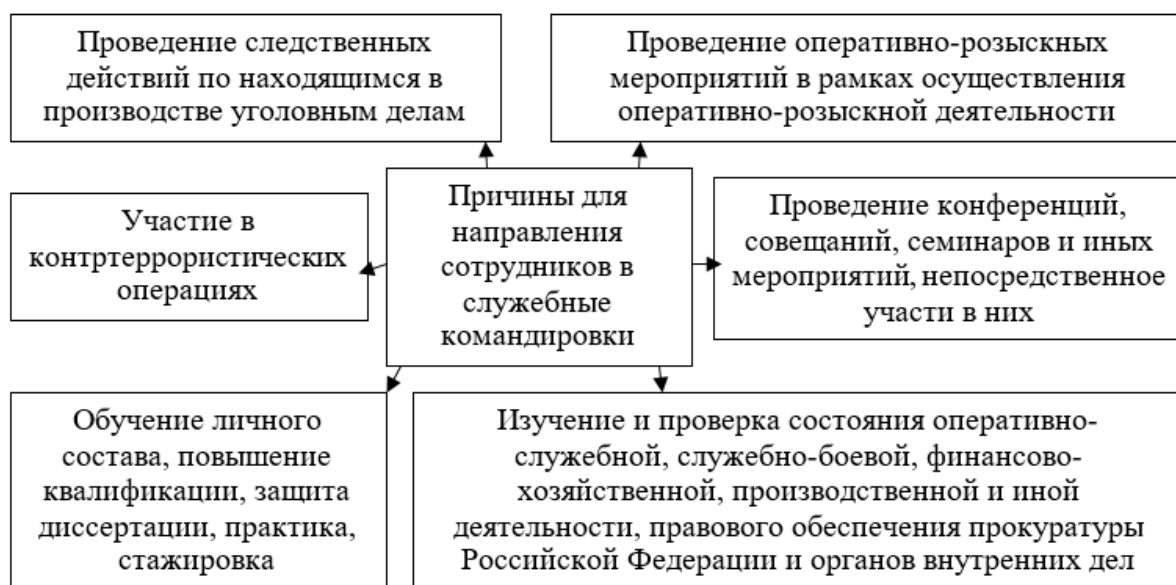 Проведение следственных
действий по находящимся в
производстве уголовным делам
Проведение оперативно-розыскных
мероприятий в рамках осуществления
оперативно-розыскной деятельности
Участие в
контртеррористических
операциях
Причины для
направления
сотрудников в
служебные
командировки
Проведение конференций,
совещаний, семинаров и иных
мероприятий, непосредственное
участи в них
Обучение личного
состава, повышение
квалификации, защита
диссертации, практика,
стажировка
Изучение и проверка состояния оперативно-
служебной, служебно-боевой, финансово-
хозяйственной, производственной и иной
деятельности, правового обеспечения прокуратуры
Российской Федерации и органов внутренних дел